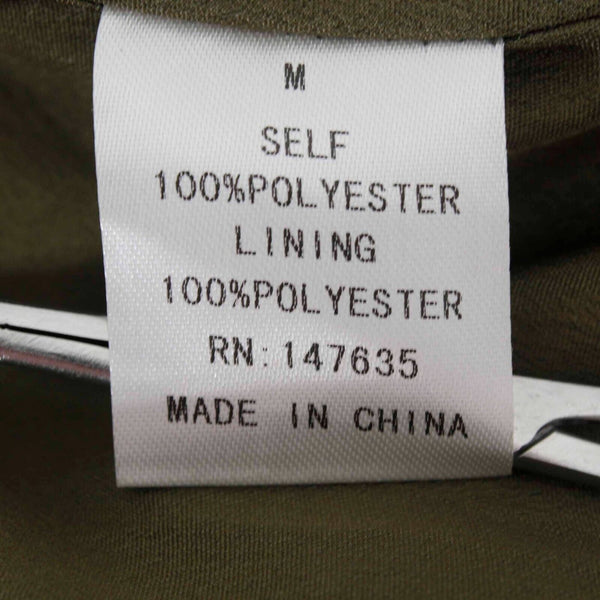 M
SELF
100%POLYESTER
LINING
100%POLYESTER
RN:147635
MADE IN CHINA